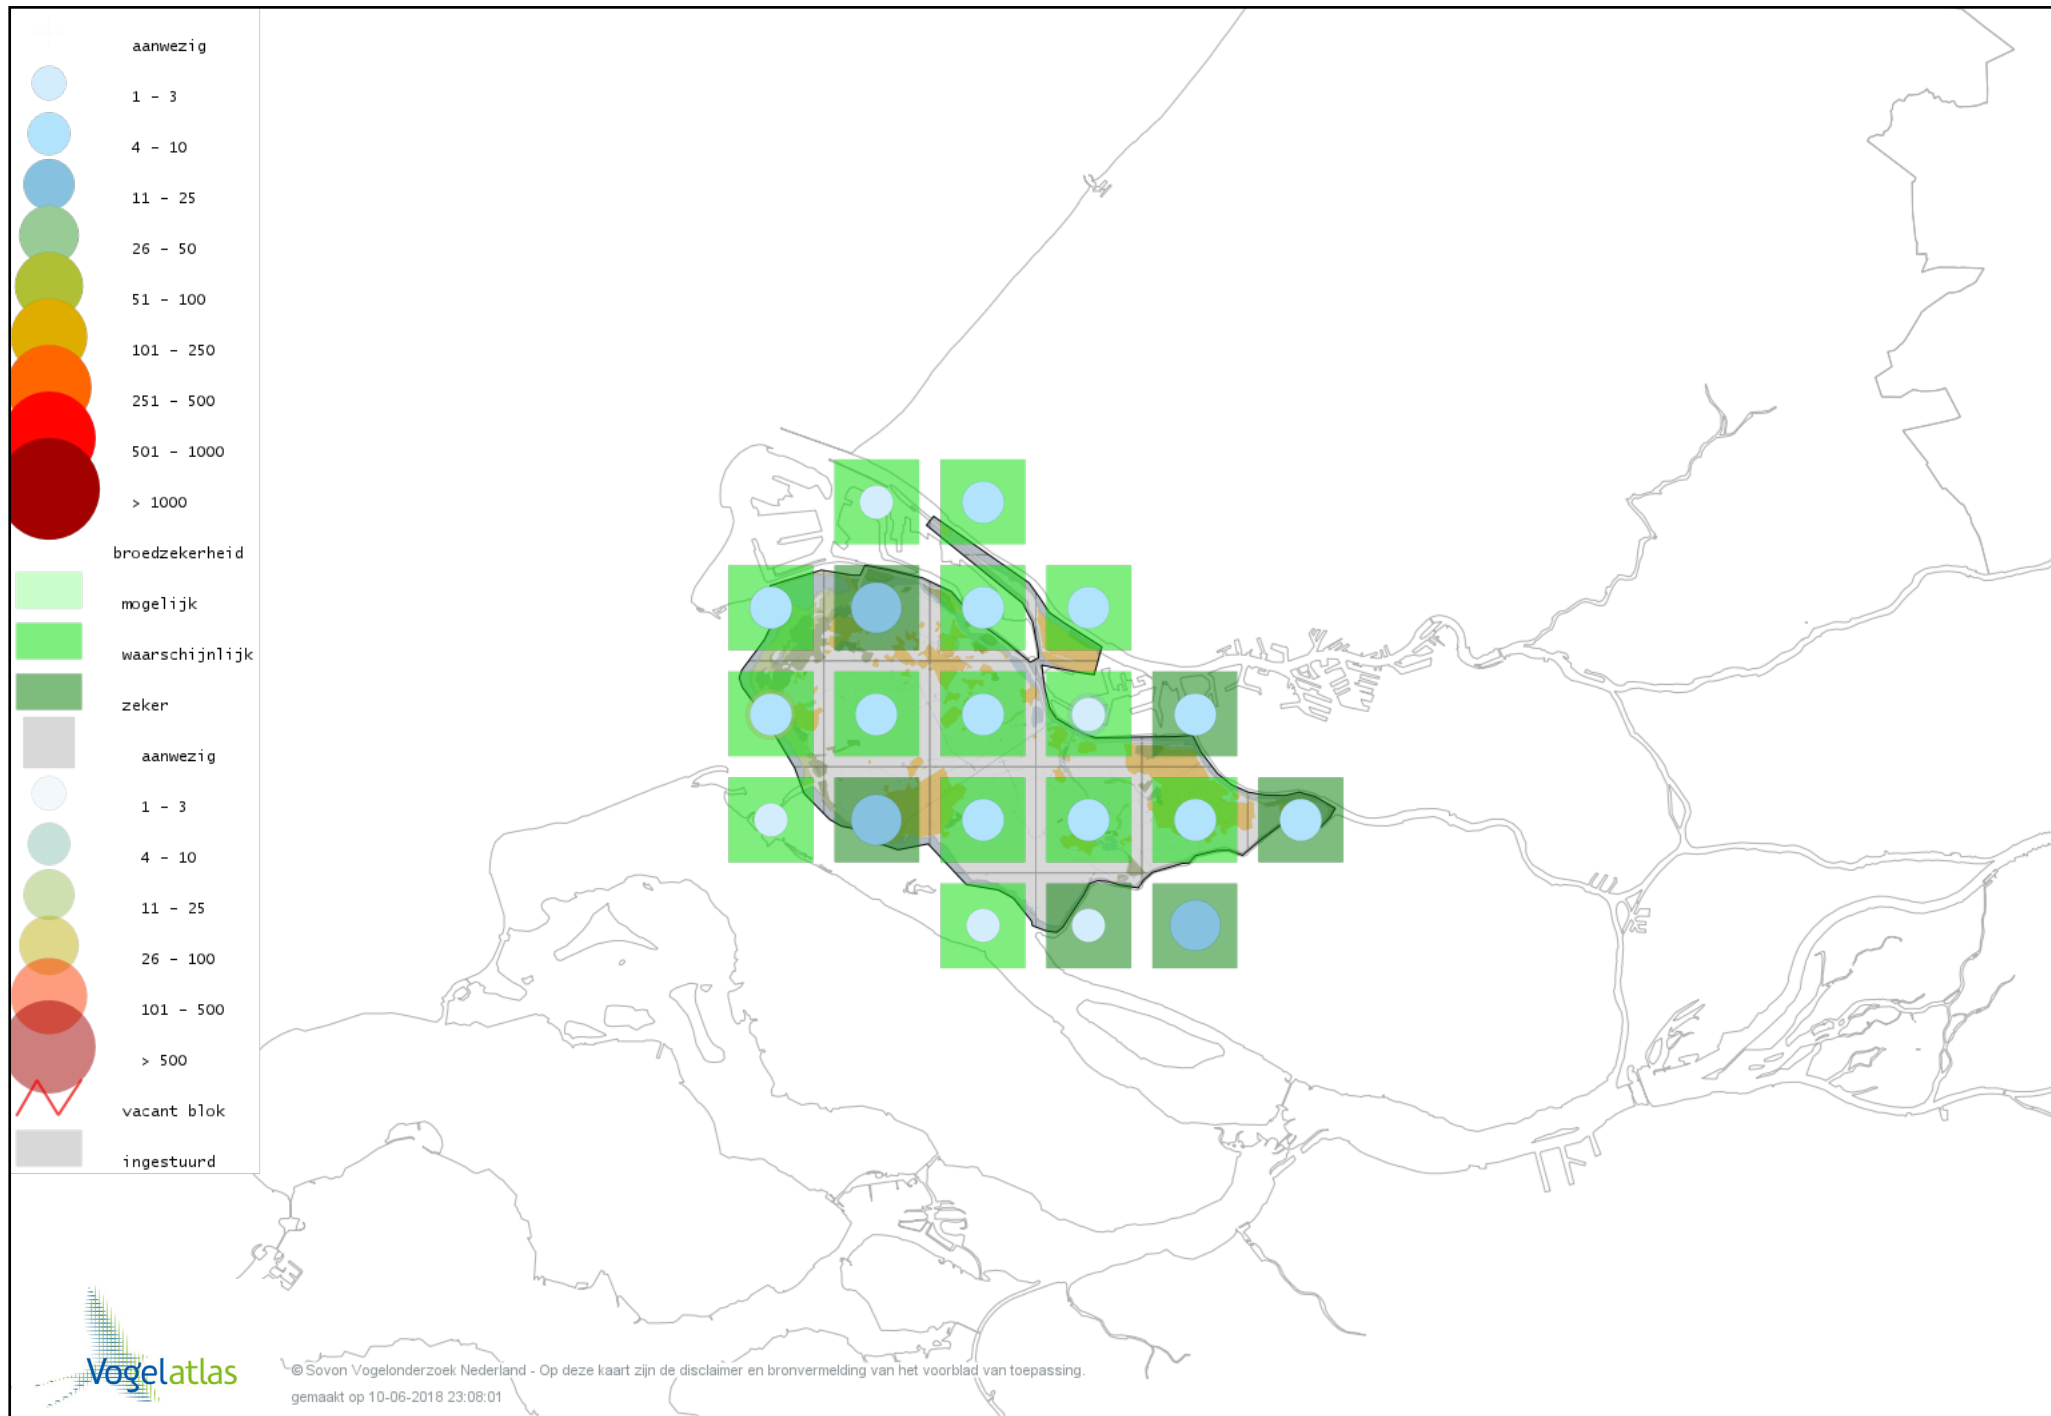 aanwezig
1 - 3
4 - 10
11 - 25
26 - 50
51 - 100
101 - 250
251 - 500
501 - 1000
> 1000
broedzekerheid
mogelijk
waarschijnlijk
zeker
aanwezig
1 - 3
4 - 10
11 - 25
26 - 100
101 - 500
> 500
vacant blok
ingestuurd
Vogelatlas
© Sovon Vogelonderzoek Nederland - Op deze kaart zijn de disclaimer en bronvermelding van het voorblad van toepassing.
gemaakt op 10-06-2018 23:08:01